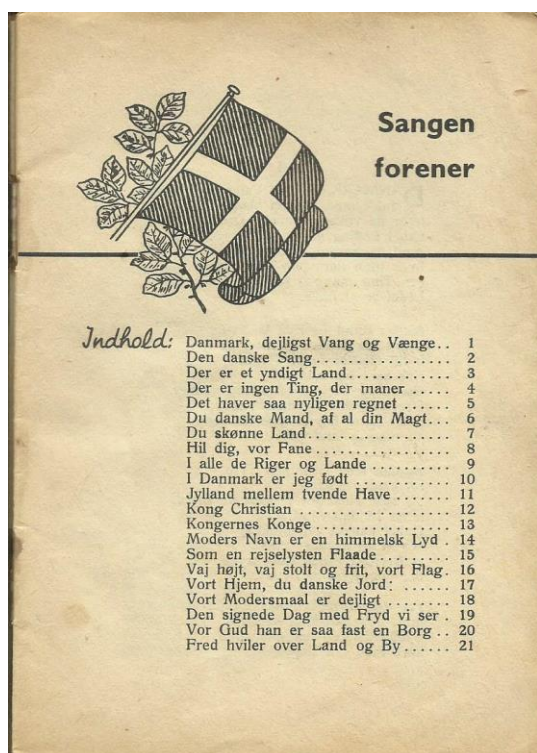 Sangen
forener
Indhold:
Danmark, dejligst Vang og Vænge.. 1
Den danske Sang................. 2
Der er et yndigt Land............ 3
Der er ingen Ting, der maner ..... 4
Det haver saa nyligen regnet ...... 5
Du danske Mand, af al din Magt... 6
Du skønne Land.................. 7
Hil dig, vor Fane ................ 8
I alle de Riger og Lande .......... 9
I Danmark er jeg født ............ 10
Jylland mellem tvende Have ....... 11
Kong Christian .................. 12
Kongernes Konge................. 13
Moders Navn er en himmelsk Lyd . 14
Som en rejselysten Flaade......... 15
Vaj højt, vaj stolt og frit, vort Flag. 16
Vort Hjem, du danske Jord: ...... 17
Vort Modersmaal er dejligt ........ 18
Den signede Dag med Fryd vi ser . 19
Vor Gud han er saa fast en Borg .. 20
Fred hviler over Land og By...... 21